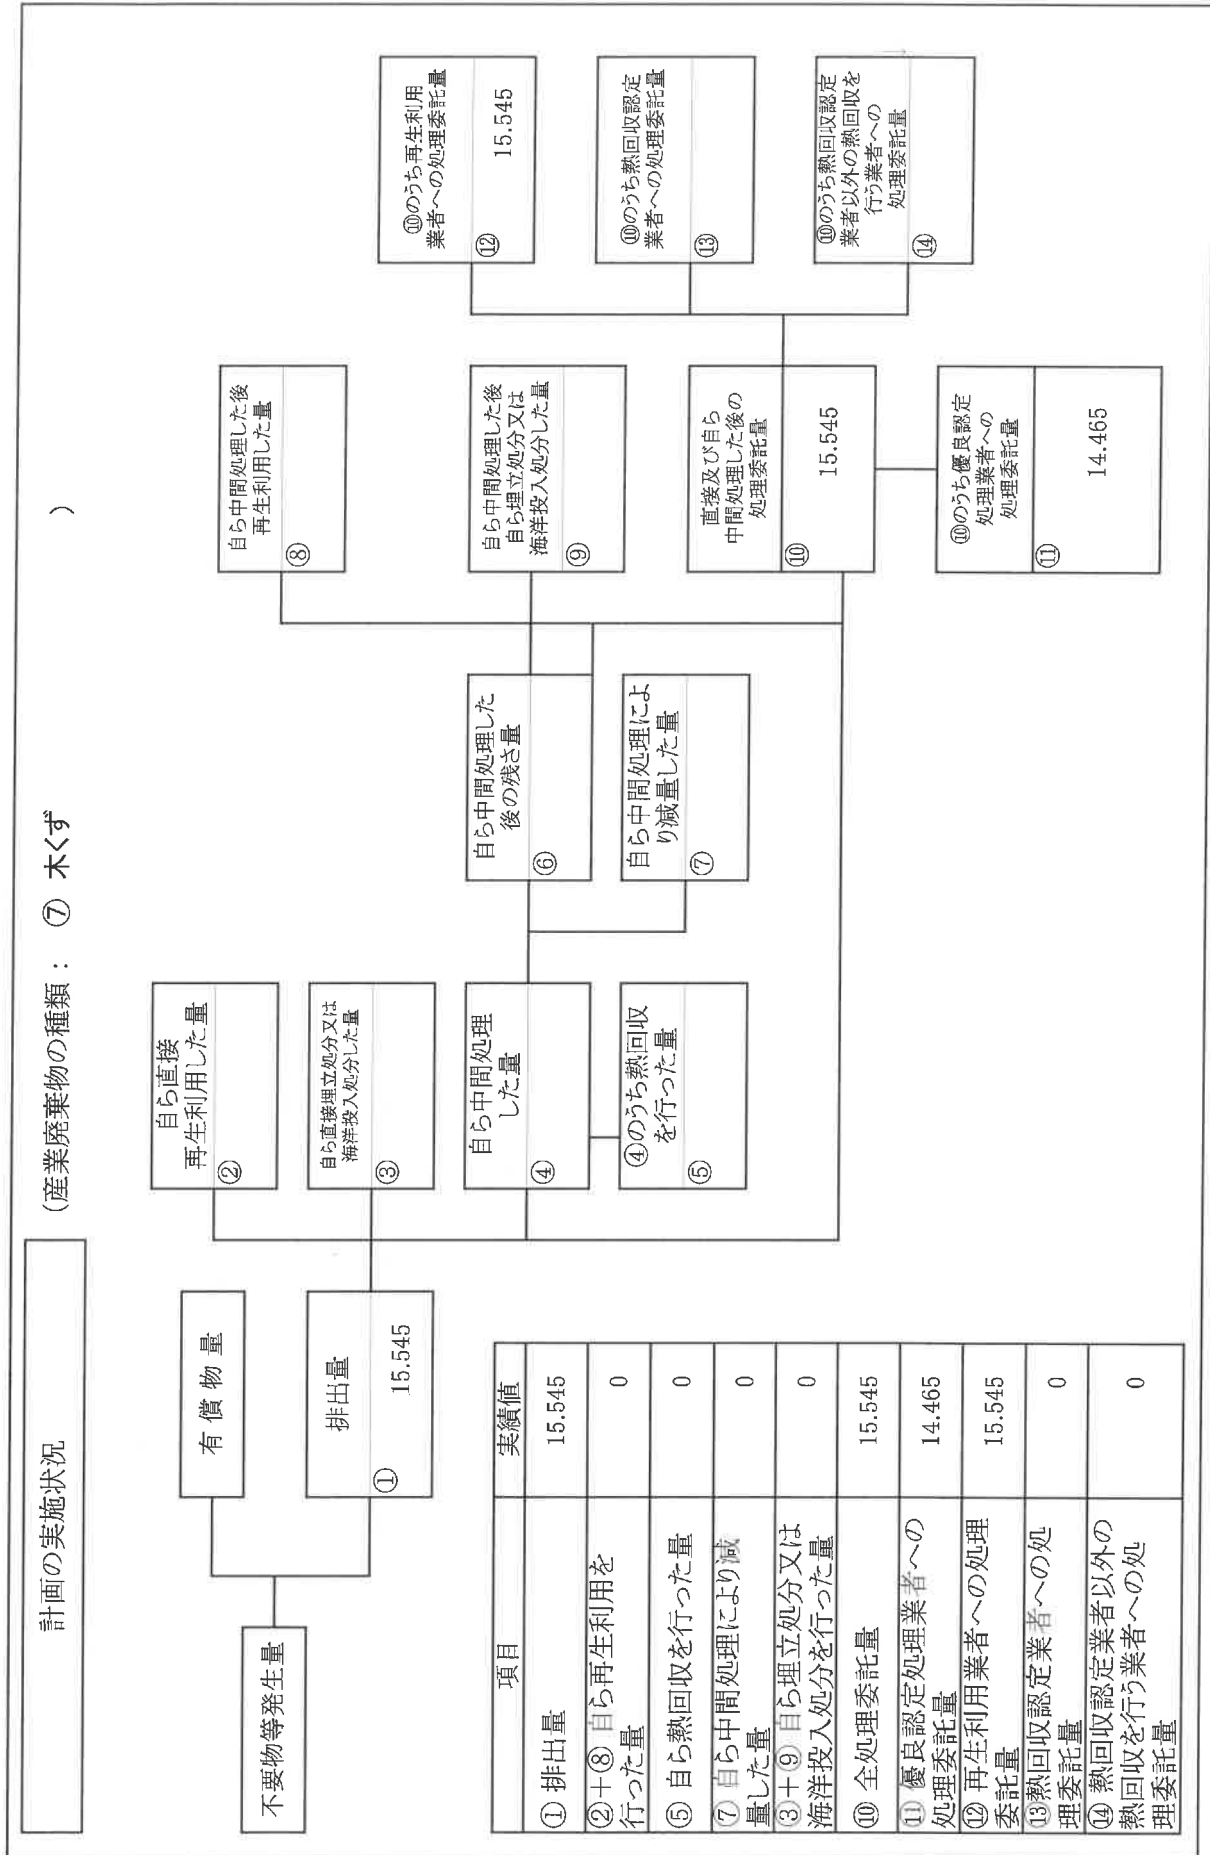 計画の実施状況
(産業廃棄物の種類： ⑦ 木くず )
不要物等発生量
有 償 物 量
排出量
①
15.545
自ら直接
再生利用した量
②
自ら直接埋立処分又は
海洋投入処分した量
③
自ら中間処理
した量
④
④のうち熱回収
を行った量
⑤
自ら中間処理した
後の残さ量
⑥
自ら中間処理によ
り減量した量
⑦
自ら中間処理した後
再生利用した量
⑧
自ら中間処理した後
自ら埋立処分又は
海洋投入処分した量
⑨
直接及び自ら
中間処理した後の
処理委託量
⑩
15.545
⑩のうち優良認定
処理業者への
処理委託量
⑪
14.465
⑩のうち再生利用
業者への処理委託量
⑫
15.545
⑩のうち熱回収認定
業者への処理委託量
⑬
⑩のうち熱回収認定
業者以外の熱回収を
行う業者への
処理委託量
⑭
項目 実績値
① 排出量 15.545
②＋⑧ 自ら再生利用を
行った量 0
⑤ 自ら熱回収を行った量 0
⑦ 自ら中間処理により減
量した量 0
③＋⑨ 自ら埋立処分又は
海洋投入処分を行った量 0
⑩ 全処理委託量 15.545
⑪ 優良認定処理業者への
処理委託量 14.465
⑫ 再生利用業者への処理
委託量 15.545
⑬熱回収認定業者への処
理委託量 0
⑭ 熱回収認定業者以外の
熱回収を行う業者への処
理委託量 0